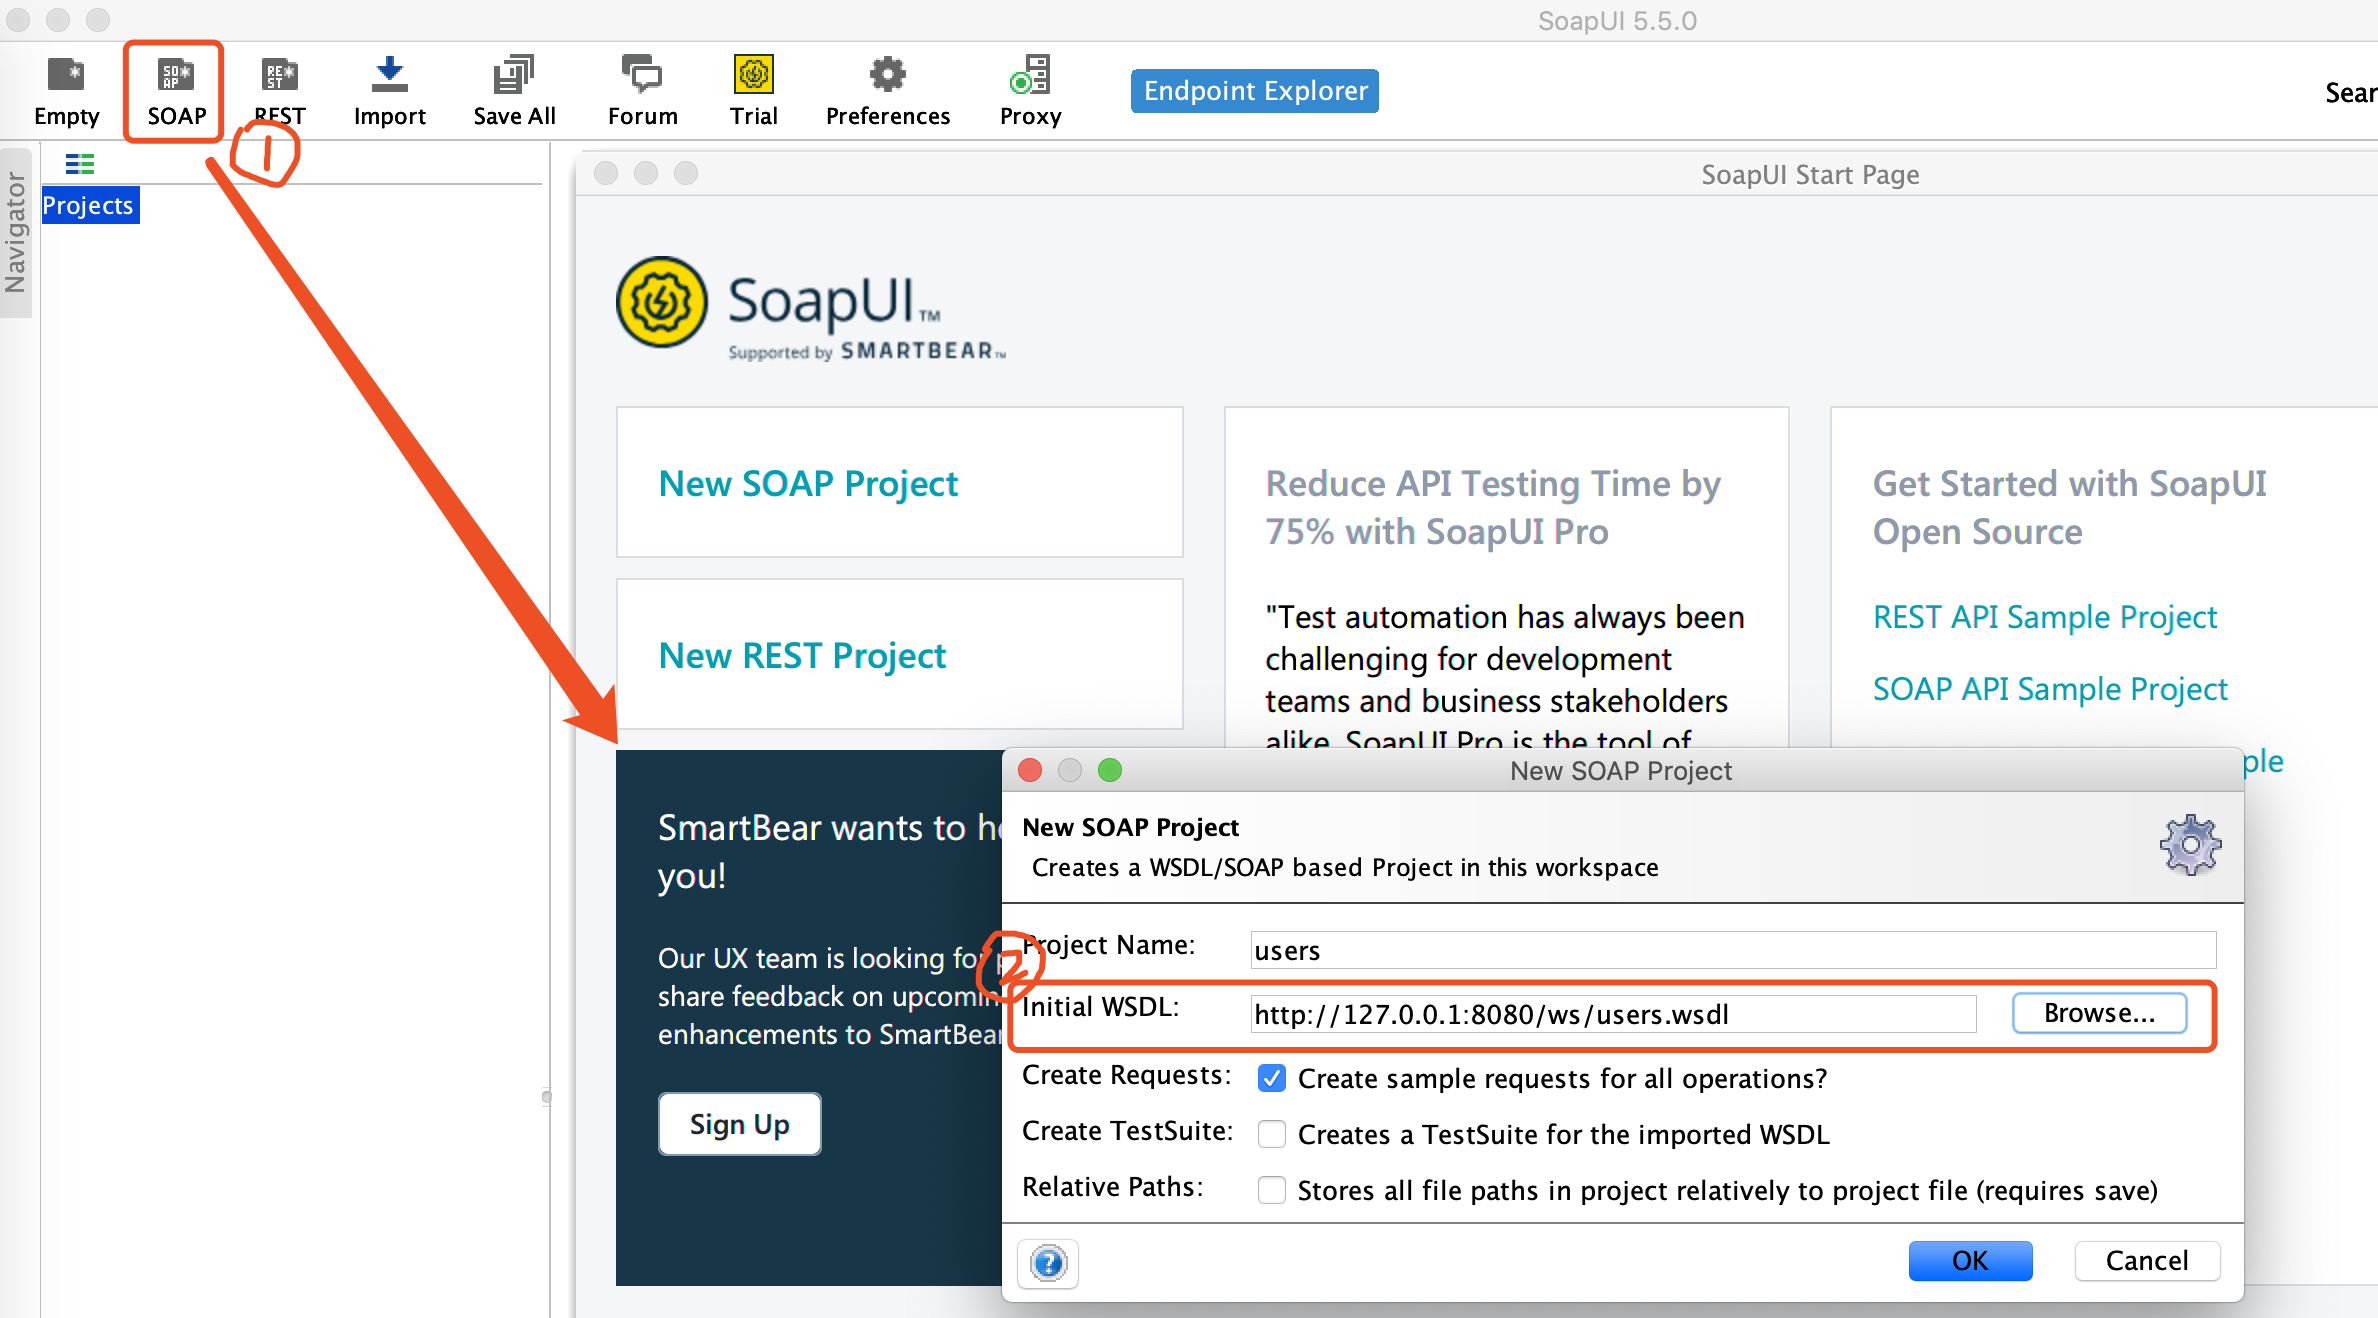 SoapUI 5.5.0
Empty
SOAP
REST
Import
Save All
Forum
Trial
Preferences
Proxy
Endpoint Explorer
Sear
1
Navigator
Projects
SoapUI Start Page
SoapUI™
Supported by SMARTBEAR™
New SOAP Project
New REST Project
Reduce API Testing Time by
75% with SoapUI Pro
"Test automation has always been
challenging for development
teams and business stakeholders
alike. SoapUI Pro is the tool of
Get Started with SoapUI
Open Source
REST API Sample Project
SOAP API Sample Project
ple
SmartBear wants to he
you!
Our UX team is looking for p
share feedback on upcomin
enhancements to SmartBear
Sign Up
New SOAP Project
New SOAP Project
Creates a WSDL/SOAP based Project in this workspace
2
Project Name:
users
Initial WSDL:
http://127.0.0.1:8080/ws/users.wsdl
Browse...
Create Requests:
Create sample requests for all operations?
Create TestSuite:
Creates a TestSuite for the imported WSDL
Relative Paths:
Stores all file paths in project relatively to project file (requires save)
?
OK
Cancel